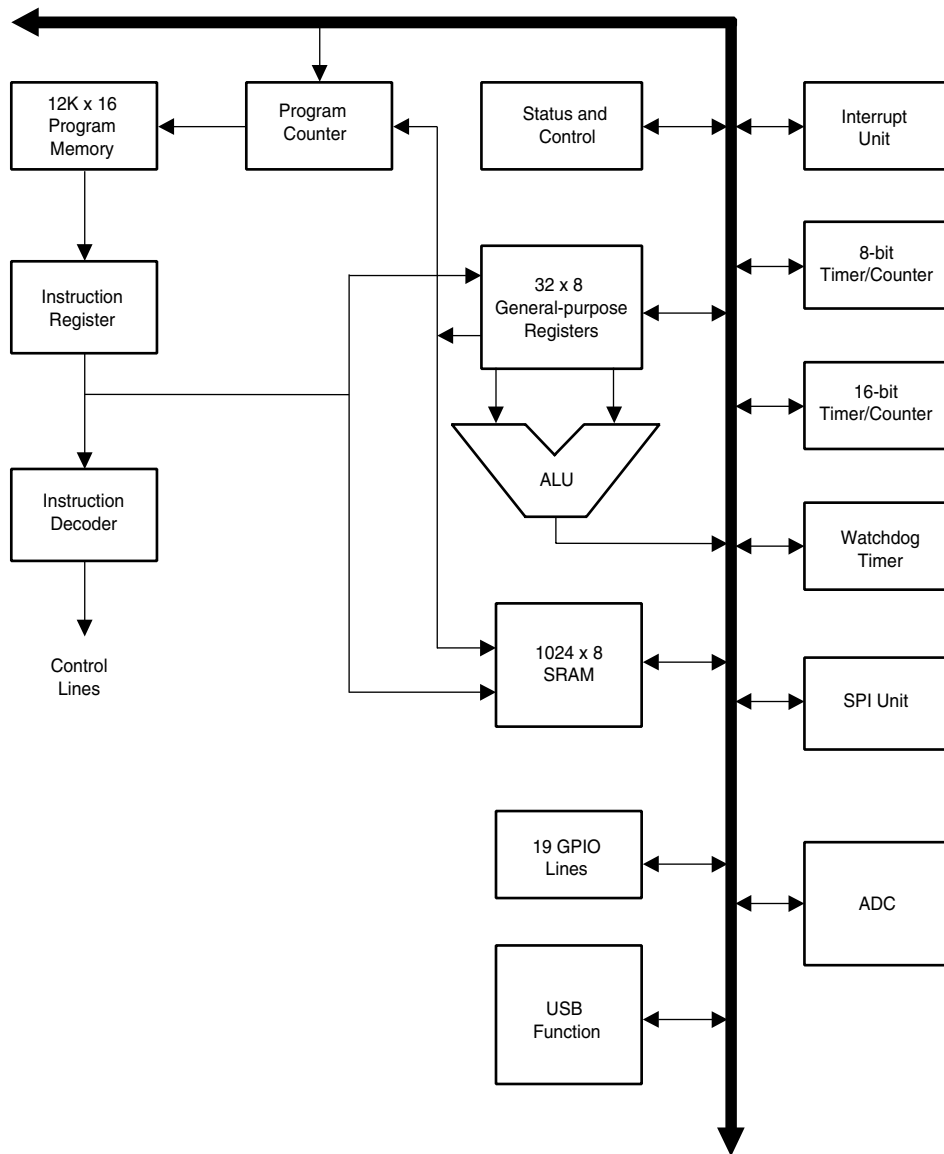 12K x 16
Program
Memory
Program
Counter
Status and
Control
Interrupt
Unit
Instruction
Register
32 x 8
General-purpose
Registers
8-bit
Timer/Counter
16-bit
Timer/Counter
Instruction
Decoder
ALU
Watchdog
Timer
Control
Lines
1024 x 8
SRAM
SPI Unit
19 GPIO
Lines
ADC
USB
Function